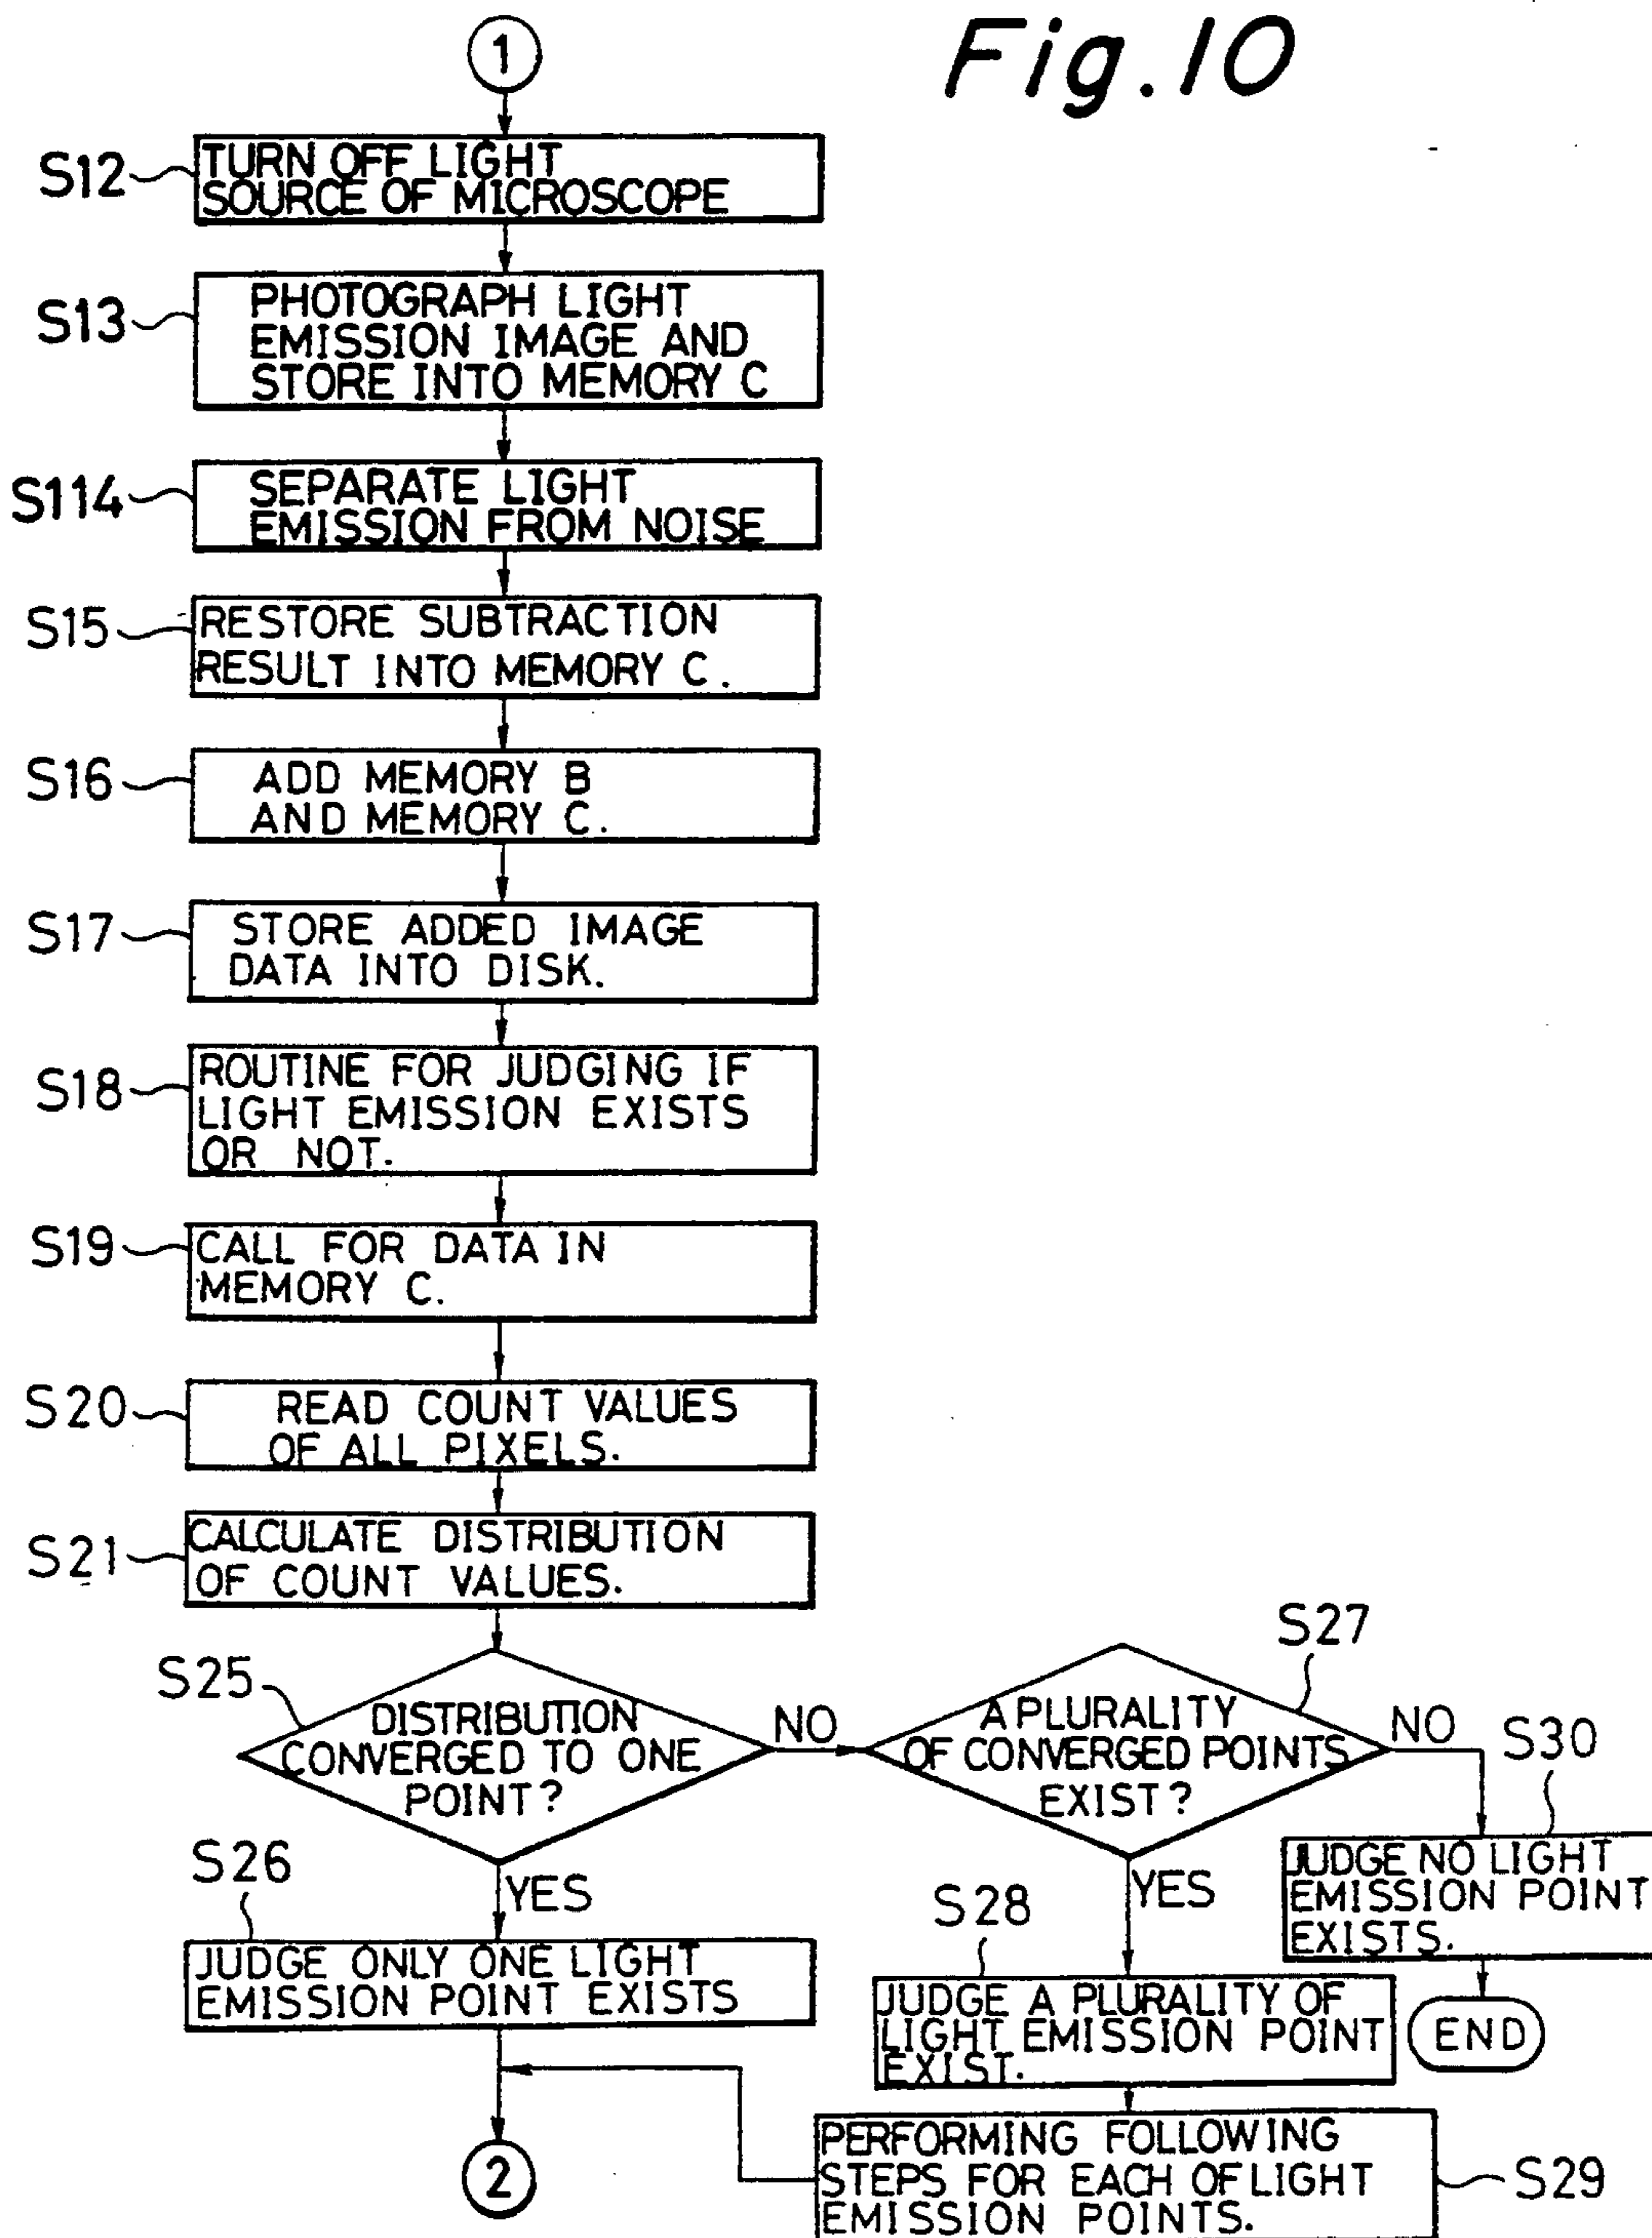 Fig. 10
1
S12
TURN OFF LIGHT
SOURCE OF MICROSCOPE
S13
PHOTOGRAPH LIGHT
EMISSION IMAGE AND
STORE INTO MEMORY C
S114
SEPARATE LIGHT
EMISSION FROM NOISE
S15
RESTORE SUBTRACTION
RESULT INTO MEMORY C.
S16
ADD MEMORY B
AND MEMORY C.
S17
STORE ADDED IMAGE
DATA INTO DISK.
S18
ROUTINE FOR JUDGING IF
LIGHT EMISSION EXISTS
OR NOT.
S19
CALL FOR DATA IN
MEMORY C.
S20
READ COUNT VALUES
OF ALL PIXELS.
S21
CALCULATE DISTRIBUTION
OF COUNT VALUES.
S25
DISTRIBUTION
CONVERGED TO ONE
POINT?
NO
S27
A PLURALITY
OF CONVERGED POINTS
EXIST?
NO
S30
JUDGE NO LIGHT
EMISSION POINT
EXISTS.
END
YES
S26
JUDGE ONLY ONE LIGHT
EMISSION POINT EXISTS
YES
S28
JUDGE A PLURALITY OF
LIGHT EMISSION POINT
EXIST.
PERFORMING FOLLOWING
STEPS FOR EACH OF LIGHT
EMISSION POINTS.
S29
2